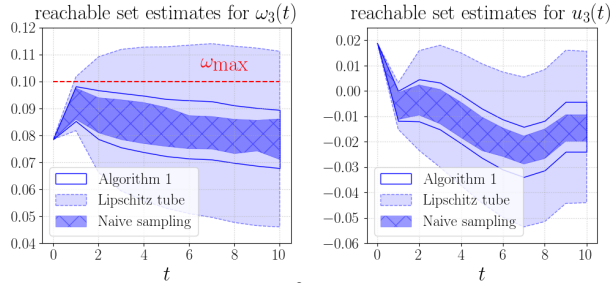 reachable set estimates for ω₃(t)
0.12
0.11
0.10
0.09
0.08
0.07
0.06
0.05
0.04
ωmax
Algorithm 1
Lipschitz tube
Naive sampling
0 2 4 6 8 10
t
reachable set estimates for u₃(t)
0.02
0.01
0.00
−0.01
−0.02
−0.03
−0.04
−0.05
−0.06
Algorithm 1
Lipschitz tube
Naive sampling
0 2 4 6 8 10
t